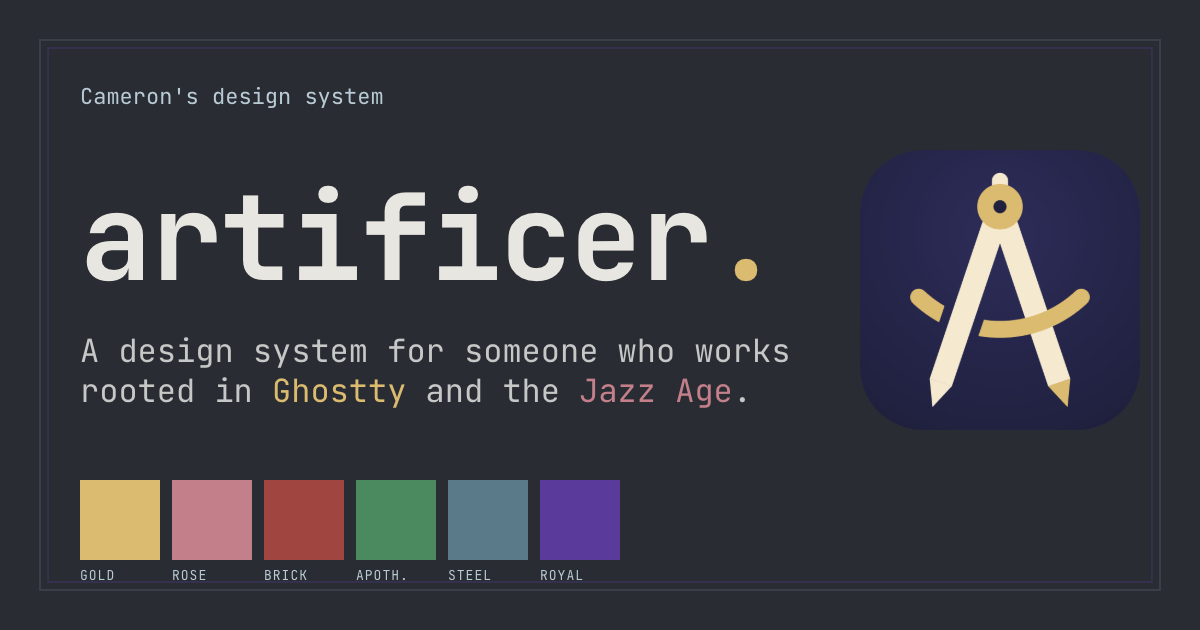 Cameron's design system
artificer.
A design system for someone who works
rooted in Ghostty and the Jazz Age.
GOLD ROSE BRICK APOTH. STEEL ROYAL